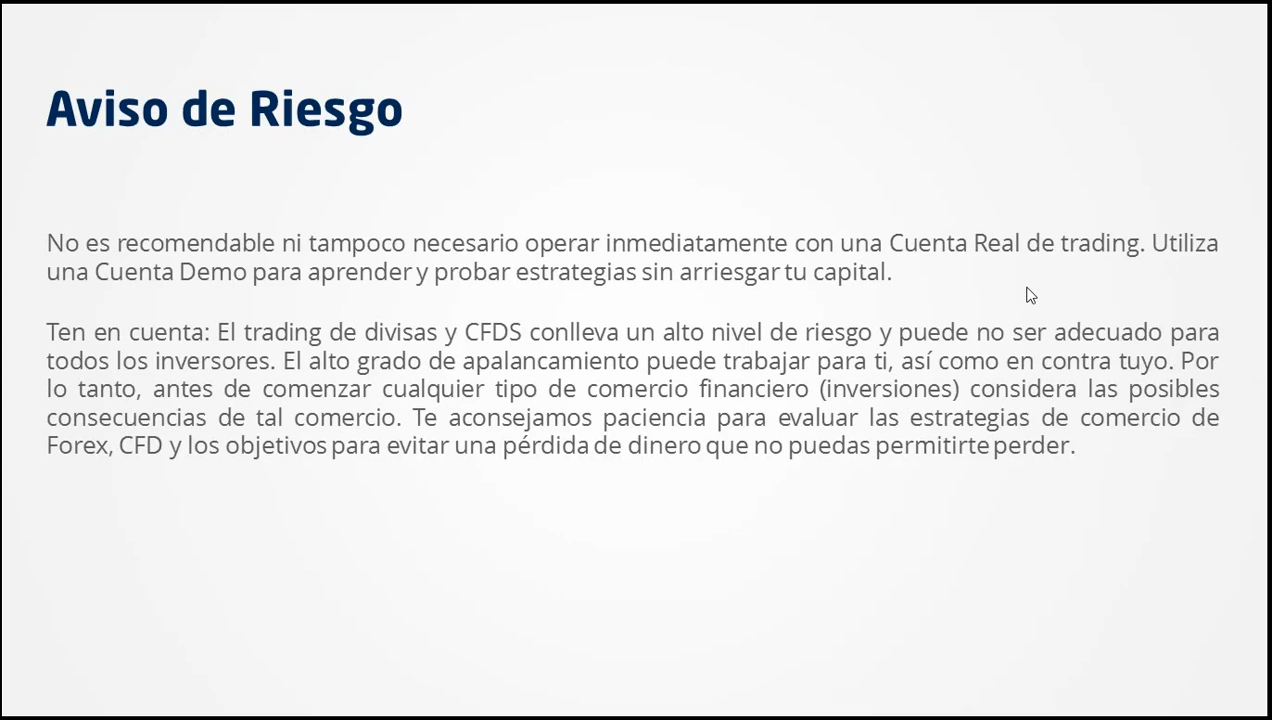 Aviso de Riesgo
No es recomendable ni tampoco necesario operar inmediatamente con una Cuenta Real de trading. Utiliza
una Cuenta Demo para aprender y probar estrategias sin arriesgar tu capital.
Ten en cuenta: El trading de divisas y CFDS conlleva un alto nivel de riesgo y puede no ser adecuado para
todos los inversores. El alto grado de apalancamiento puede trabajar para ti, así como en contra tuyo. Por
lo tanto, antes de comenzar cualquier tipo de comercio financiero (inversiones) considera las posibles
consecuencias de tal comercio. Te aconsejamos paciencia para evaluar las estrategias de comercio de
Forex, CFD y los objetivos para evitar una pérdida de dinero que no puedas permitirte perder.